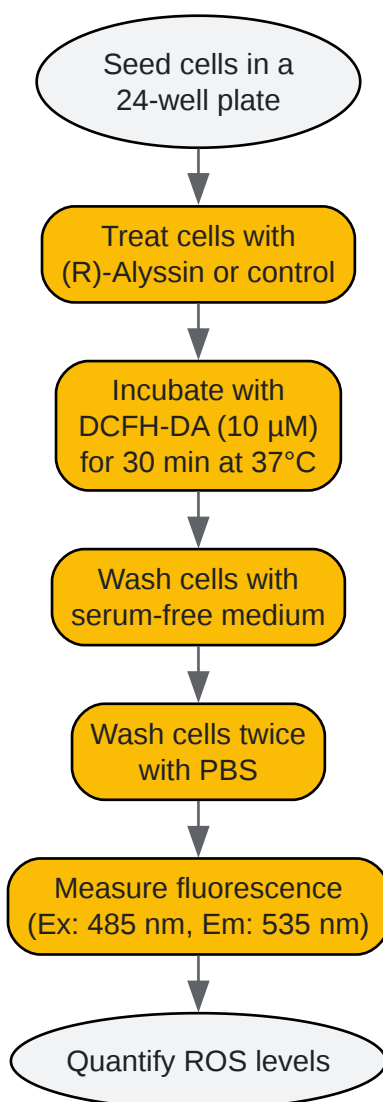 Seed cells in a
24-well plate
Treat cells with
(R)-Alyssin or control
Incubate with
DCFH-DA (10 µM)
for 30 min at 37°C
Wash cells with
serum-free medium
Wash cells twice
with PBS
Measure fluorescence
(Ex: 485 nm, Em: 535 nm)
Quantify ROS levels